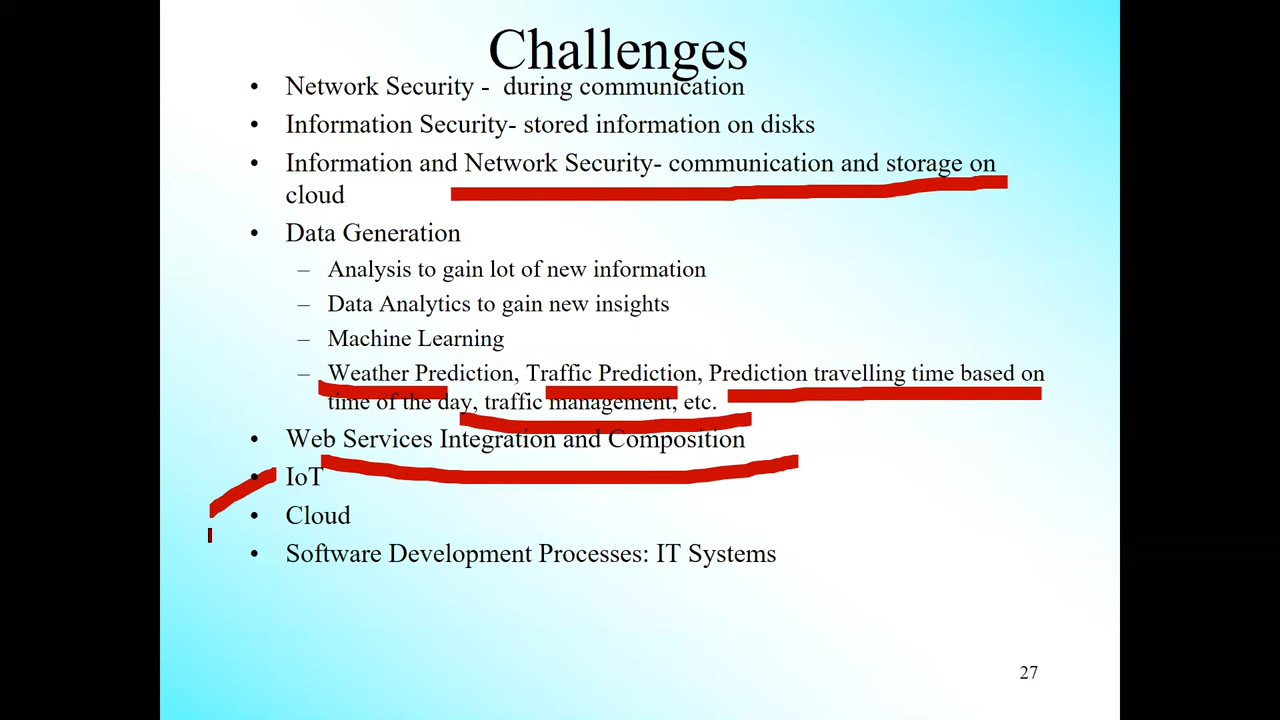 Challenges
• Network Security - during communication
• Information Security- stored information on disks
• Information and Network Security- communication and storage on
cloud
• Data Generation
– Analysis to gain lot of new information
– Data Analytics to gain new insights
– Machine Learning
– Weather Prediction, Traffic Prediction, Prediction travelling time based on
time of the day, traffic management, etc.
• Web Services Integration and Composition
• IoT
• Cloud
• Software Development Processes: IT Systems
27